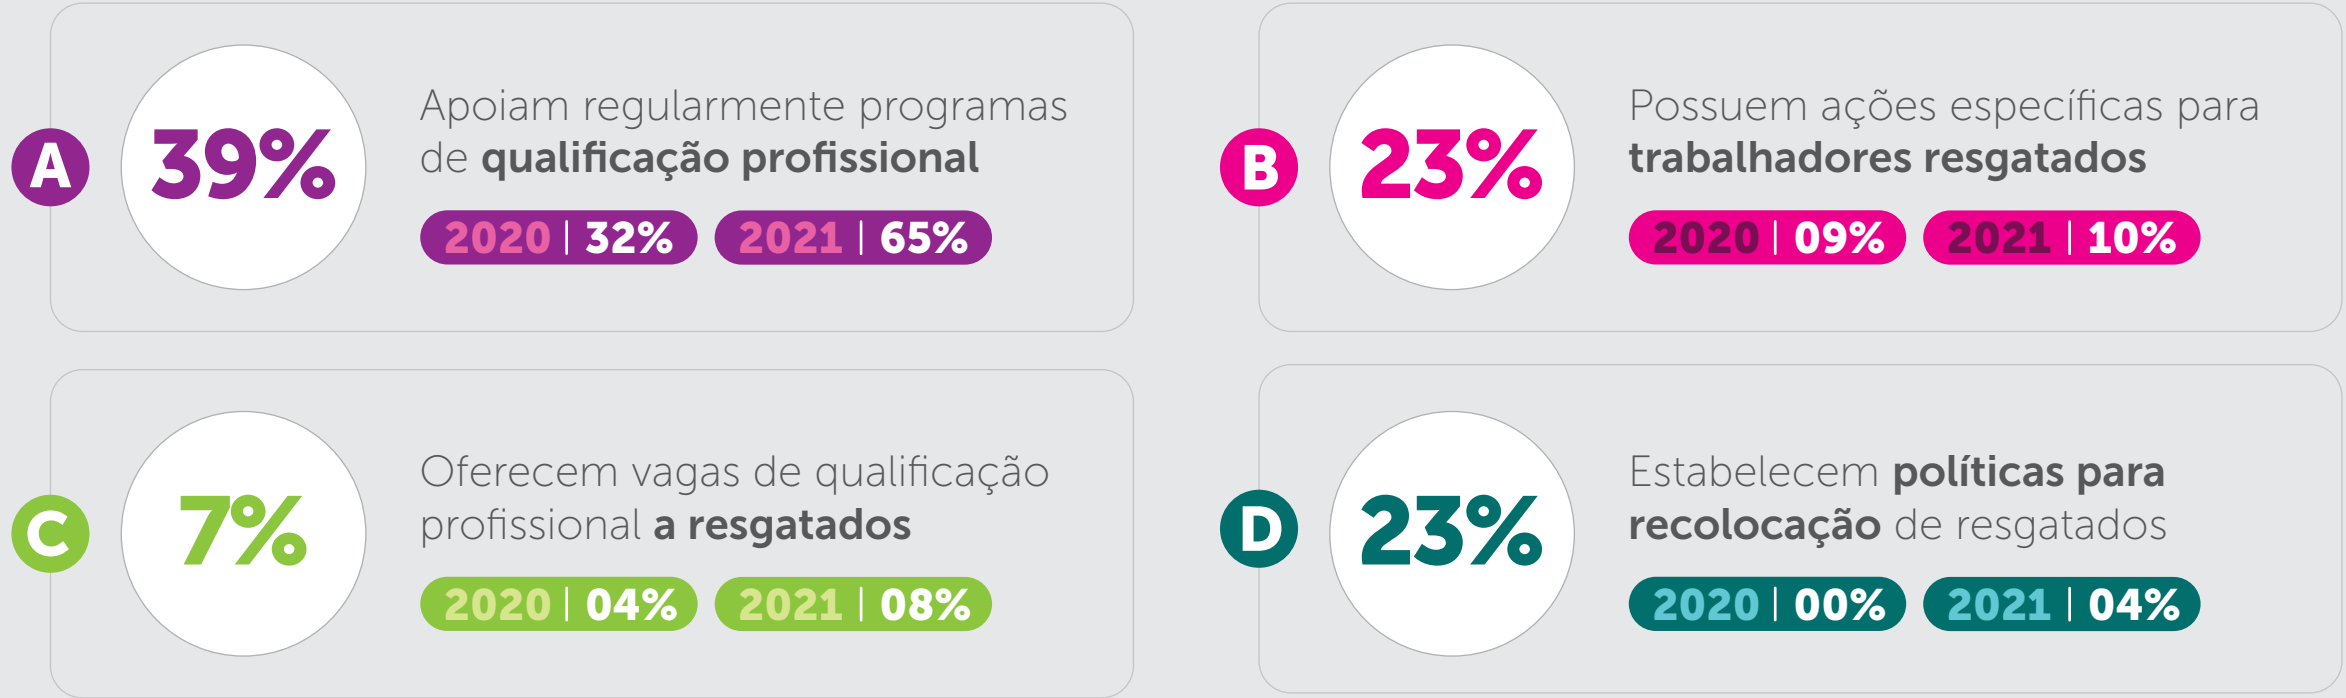 A
39%
Apoiam regularmente programas
de qualificação profissional
2020 | 32%
2021 | 65%
B
23%
Possuem ações específicas para
trabalhadores resgatados
2020 | 09%
2021 | 10%
C
7%
Oferecem vagas de qualificação
profissional a resgatados
2020 | 04%
2021 | 08%
D
23%
Estabelecem políticas para
recolocação de resgatados
2020 | 00%
2021 | 04%